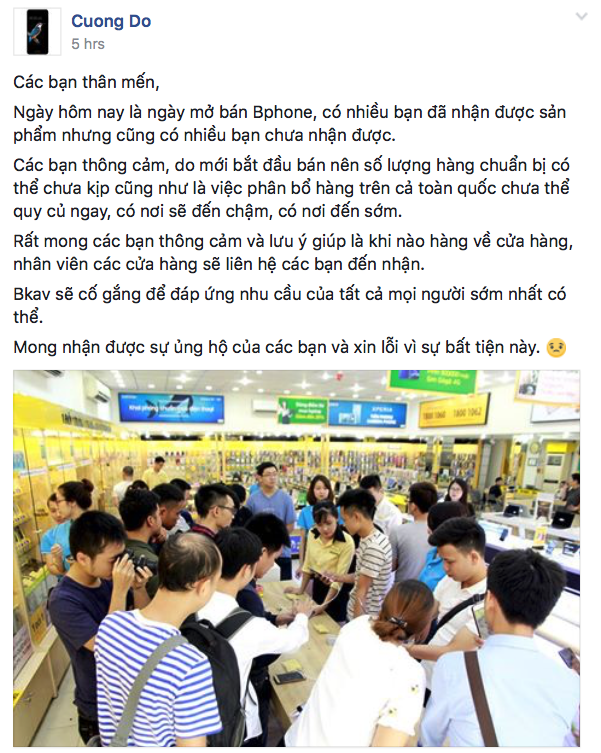 Cuong Do
5 hrs
Các bạn thân mến,
Ngày hôm nay là ngày mở bán Bphone, có nhiều bạn đã nhận được sản
phẩm nhưng cũng có nhiều bạn chưa nhận được.
Các bạn thông cảm, do mới bắt đầu bán nên số lượng hàng chuẩn bị có
thể chưa kịp cũng như là việc phân bổ hàng trên cả toàn quốc chưa thể
quy củ ngay, có nơi sẽ đến chậm, có nơi đến sớm.
Rất mong các bạn thông cảm và lưu ý giúp là khi nào hàng về cửa hàng,
nhân viên các cửa hàng sẽ liên hệ các bạn đến nhận.
Bkav sẽ cố gắng để đáp ứng nhu cầu của tất cả mọi người sớm nhất có
thể.
Mong nhận được sự ủng hộ của các bạn và xin lỗi vì sự bất tiện này.
XPERIA
1800 1060
1800 1062